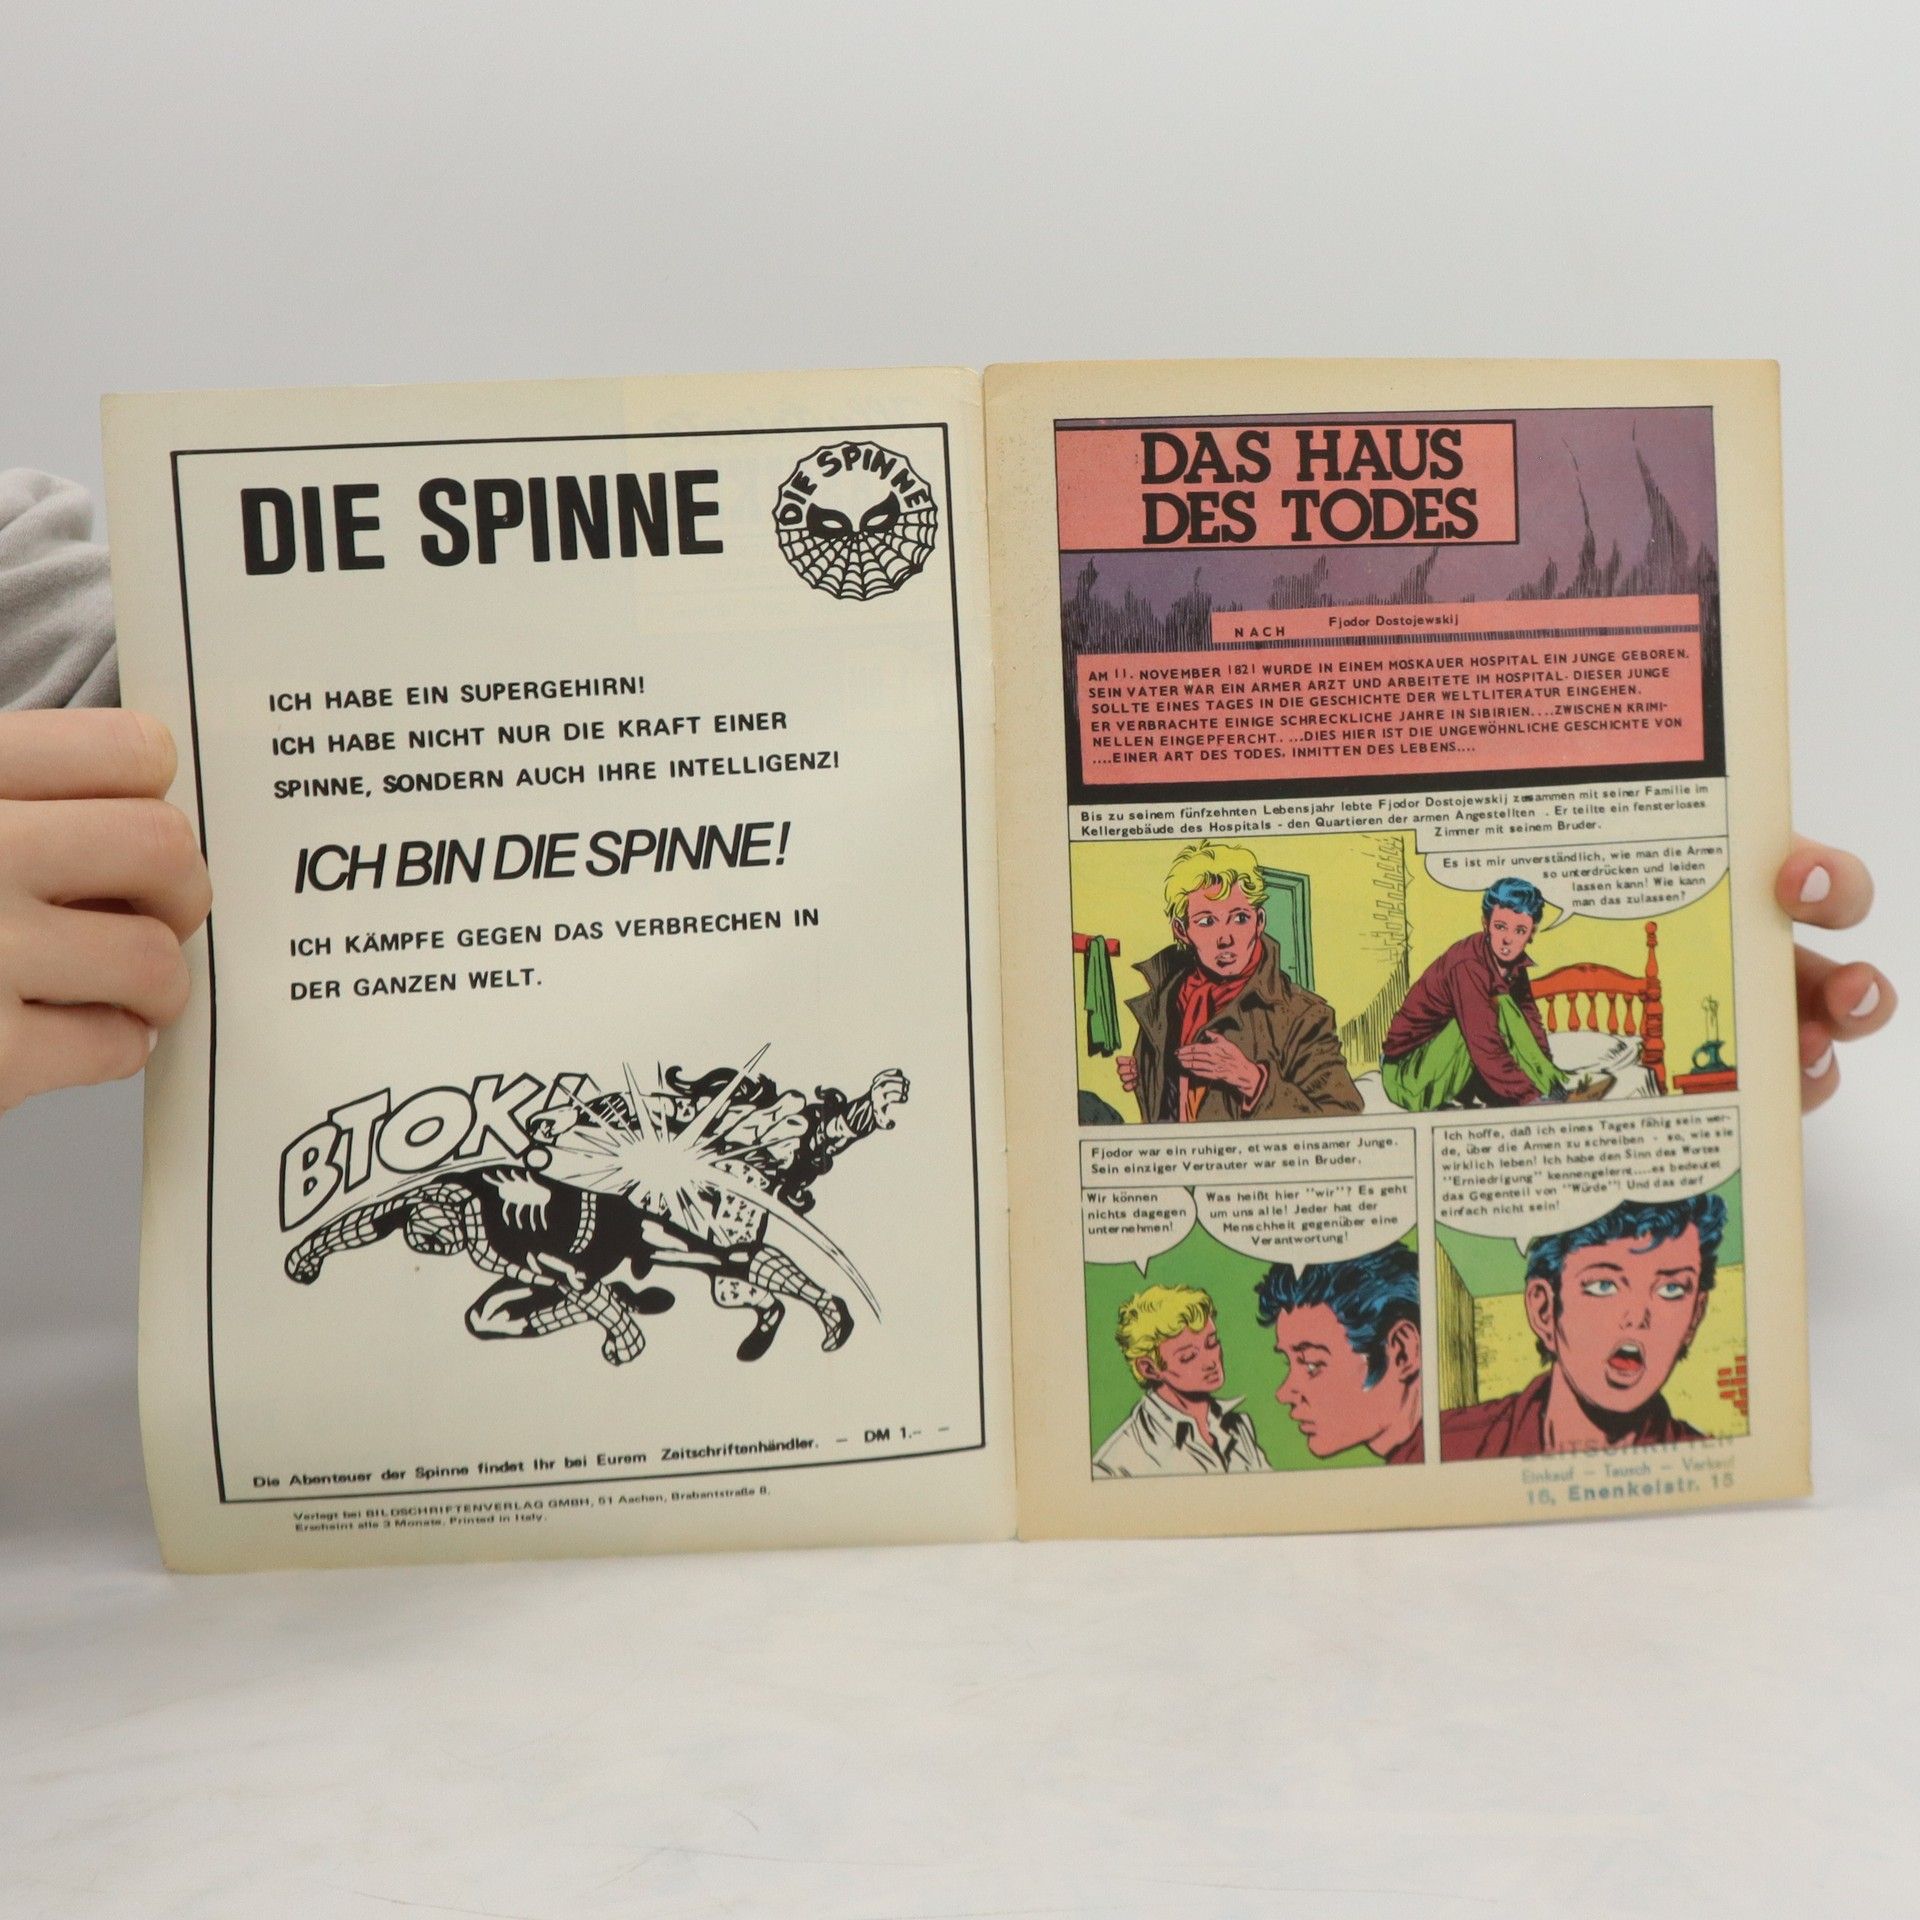 DIE SPINNE
DIE SPINNE
ICH HABE EIN SUPERGEHIRN!
ICH HABE NICHT NUR DIE KRAFT EINER
SPINNE, SONDERN AUCH IHRE INTELLIGENZ!
ICH BIN DIE SPINNE!
ICH KÄMPFE GEGEN DAS VERBRECHEN IN
DER GANZEN WELT.
BTOK!
Die Abenteuer der Spinne findet Ihr bei Eurem Zeitschriftenhändler. — DM 1.— —
Verlegt bei BILDSCHRIFTENVERLAG GMBH, 51 Aachen, Brabantstraße 8.
Erscheint alle 3 Monate. Printed in Italy.
DAS HAUS
DES TODES
NACH Fjodor Dostojewskij
AM 11. NOVEMBER 1821 WURDE IN EINEM MOSKAUER HOSPITAL EIN JUNGE GEBOREN.
SEIN VATER WAR EIN ARMER ARZT UND ARBEITETE IM HOSPITAL. DIESER JUNGE
SOLLTE EINES TAGES IN DIE GESCHICHTE DER WELTLITERATUR EINGEHEN.
ER VERBRACHTE EINIGE SCHRECKLICHE JAHRE IN SIBIRIEN....ZWISCHEN KRIMI-
NELLEN EINGEPFERCHT. ...DIES HIER IST DIE UNGEWÖHNLICHE GESCHICHTE VON
....EINER ART DES TODES, INMITTEN DES LEBENS....
Bis zu seinem fünfzehnten Lebensjahr lebte Fjodor Dostojewskij zusammen mit seiner Familie im
Kellergebäude des Hospitals - den Quartieren der armen Angestellten . Er teilte ein fensterloses
Zimmer mit seinem Bruder.
Es ist mir unverständlich, wie man die Armen
so unterdrücken und leiden
lassen kann! Wie kann
man das zulassen?
Fjodor war ein ruhiger, etwas einsamer Junge.
Sein einziger Vertrauter war sein Bruder.
Wir können
nichts dagegen
unternehmen!
Was heißt hier "wir"? Es geht
um uns alle! Jeder hat der
Menschheit gegenüber eine
Verantwortung!
Ich hoffe, daß ich eines Tages fähig sein wer-
de, über die Armen zu schreiben - so, wie sie
wirklich leben! Ich habe den Sinn des Wortes
"Erniedrigung" kennengelernt....es bedeutet
das Gegenteil von "Würde"! Und das darf
einfach nicht sein!
ZEITSCHRIFTEN
Einkauf — Tausch — Verkauf
16, Enenkelstr. 15